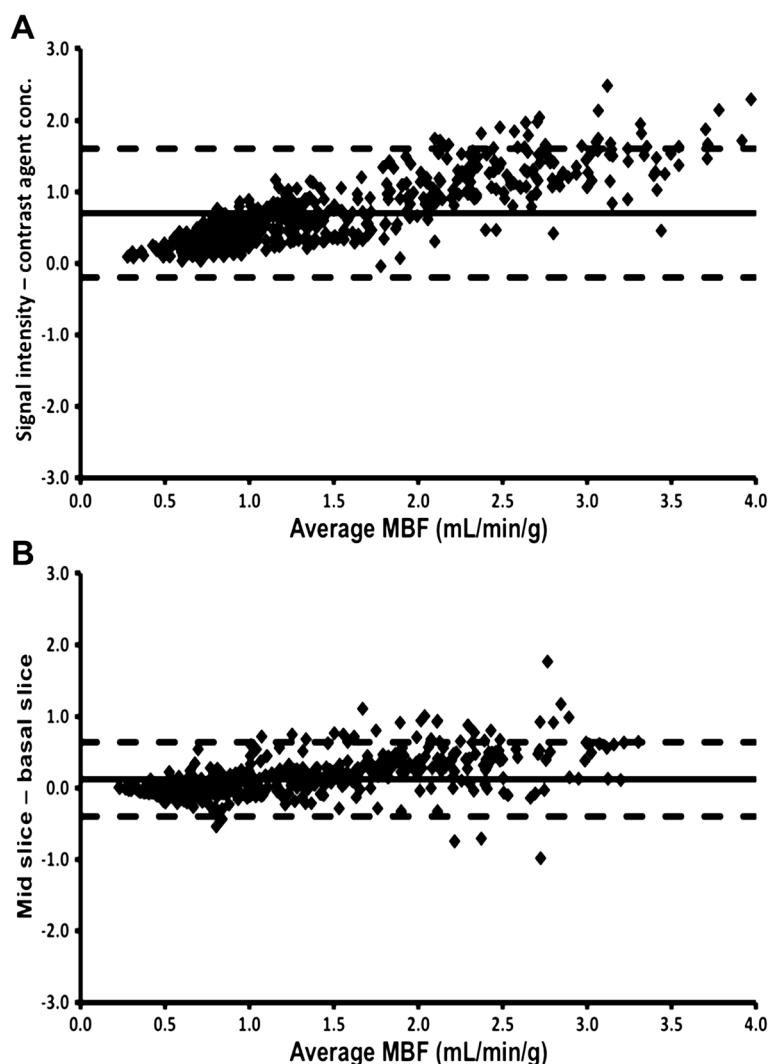 A
3.0
2.0
1.0
0.0
-1.0
-2.0
-3.0
Signal intensity – contrast agent conc.
0.0 0.5 1.0 1.5 2.0 2.5 3.0 3.5 4.0
Average MBF (mL/min/g)
B
3.0
2.0
1.0
0.0
-1.0
-2.0
-3.0
Mid slice – basal slice
0.0 0.5 1.0 1.5 2.0 2.5 3.0 3.5 4.0
Average MBF (mL/min/g)